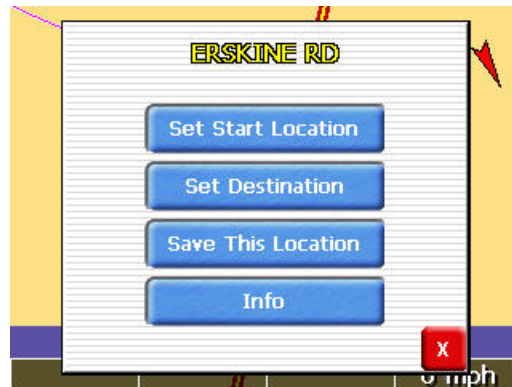 ERSKINE RD
Set Start Location
Set Destination
Save This Location
Info
X
mph